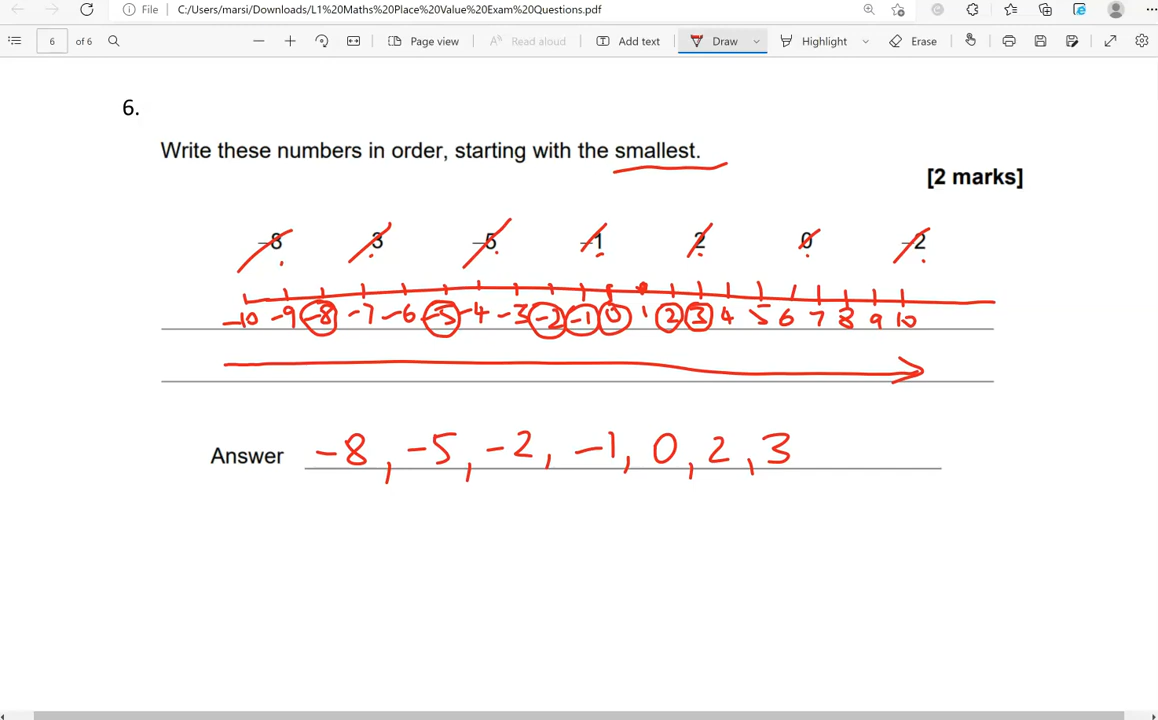 File C:/Users/marsi/Downloads/L1%20Maths%20Place%20Value%20Exam%20Questions.pdf
6 of 6 Page view Read aloud Add text Draw Highlight Erase
6.
Write these numbers in order, starting with the smallest.
[2 marks]
–8 3 –5 –1 2 0 –2
-10 -9 -8 -7 -6 -5 -4 -3 -2 -1 0 1 2 3 4 5 6 7 8 9 10
Answer -8, -5, -2, -1, 0, 2, 3